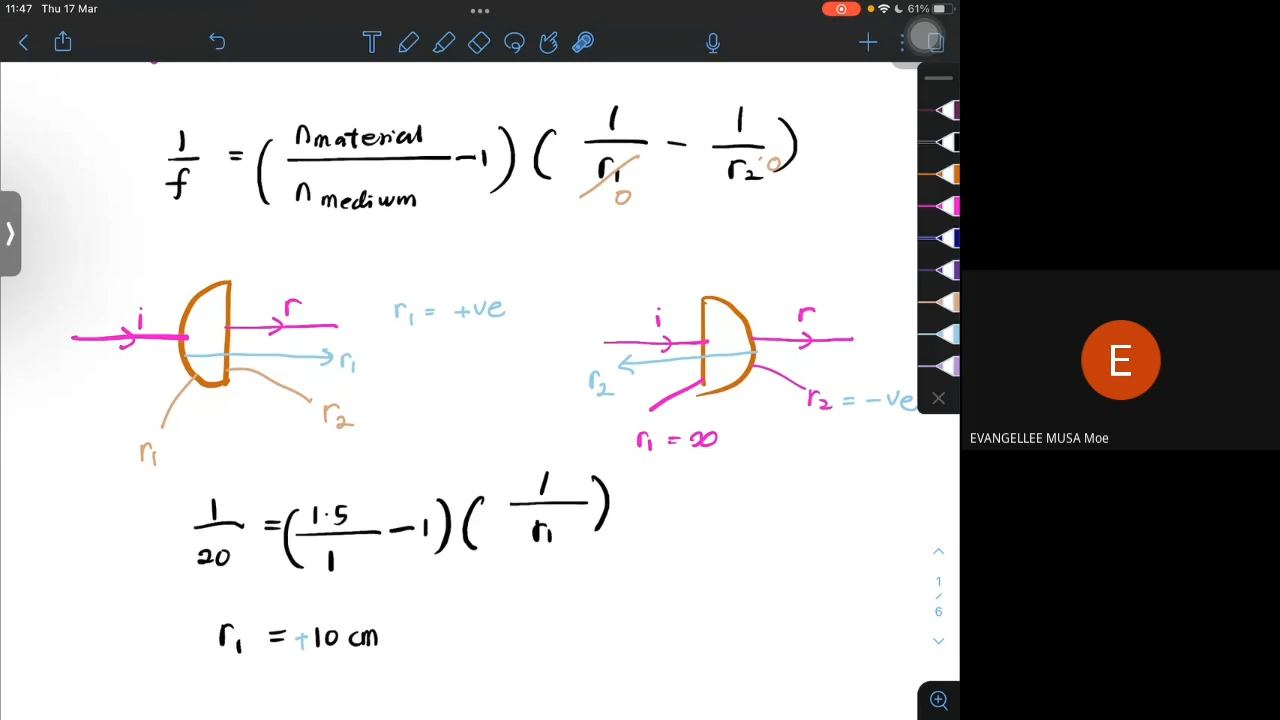 11:47 Thu 17 Mar
61%
T
1/f = (n material / n medium − 1)( 1/r1 − 1/r2 )
0
i
r
r1 = +ve
r1
r2
r1
i
r
r2
r2 = −ve
r1 = ∞
1/20 = (1.5/1 − 1)( 1/r1 )
r1 = +10 cm
1
/
6
E
EVANGELLEE MUSA Moe